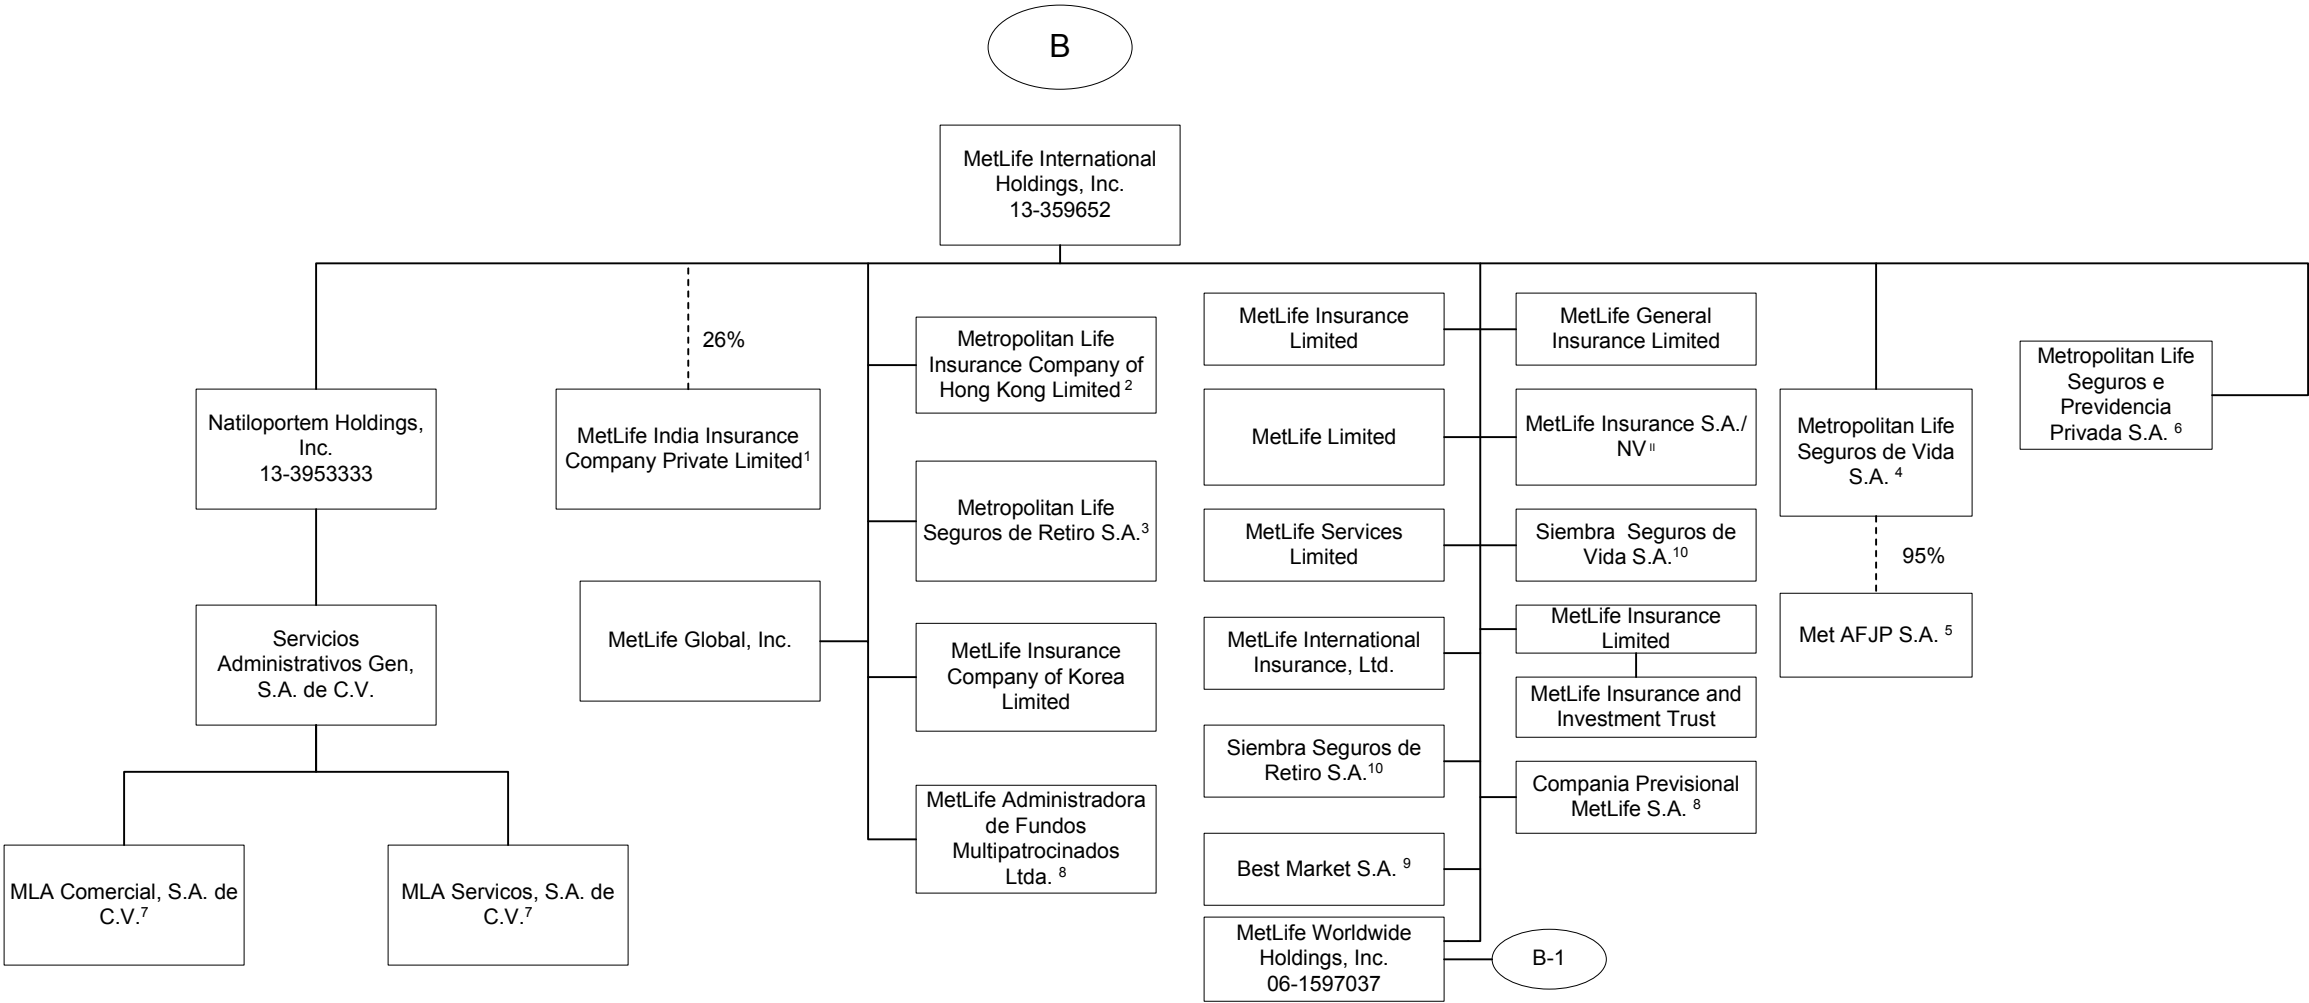 B
MetLife International
Holdings, Inc.
13-359652
26%
Natiloportem Holdings,
Inc.
13-3953333
MetLife India Insurance
Company Private Limited¹
Servicios
Administrativos Gen,
S.A. de C.V.
MLA Comercial, S.A. de
C.V.⁷
MLA Servicos, S.A. de
C.V.⁷
MetLife Global, Inc.
Metropolitan Life
Insurance Company of
Hong Kong Limited ²
Metropolitan Life
Seguros de Retiro S.A.³
MetLife Insurance
Company of Korea
Limited
MetLife Administradora
de Fundos
Multipatrocinados
Ltda. ⁸
MetLife Insurance
Limited
MetLife Limited
MetLife Services
Limited
MetLife International
Insurance, Ltd.
Siembra Seguros de
Retiro S.A.¹⁰
Best Market S.A. ⁹
MetLife Worldwide
Holdings, Inc.
06-1597037
B-1
MetLife General
Insurance Limited
MetLife Insurance S.A./
NV ᴵᴵ
Siembra  Seguros de
Vida S.A.¹⁰
MetLife Insurance
Limited
MetLife Insurance and
Investment Trust
Compania Previsional
MetLife S.A. ⁸
Metropolitan Life
Seguros de Vida
S.A. ⁴
95%
Met AFJP S.A. ⁵
Metropolitan Life
Seguros e
Previdencia
Privada S.A. ⁶